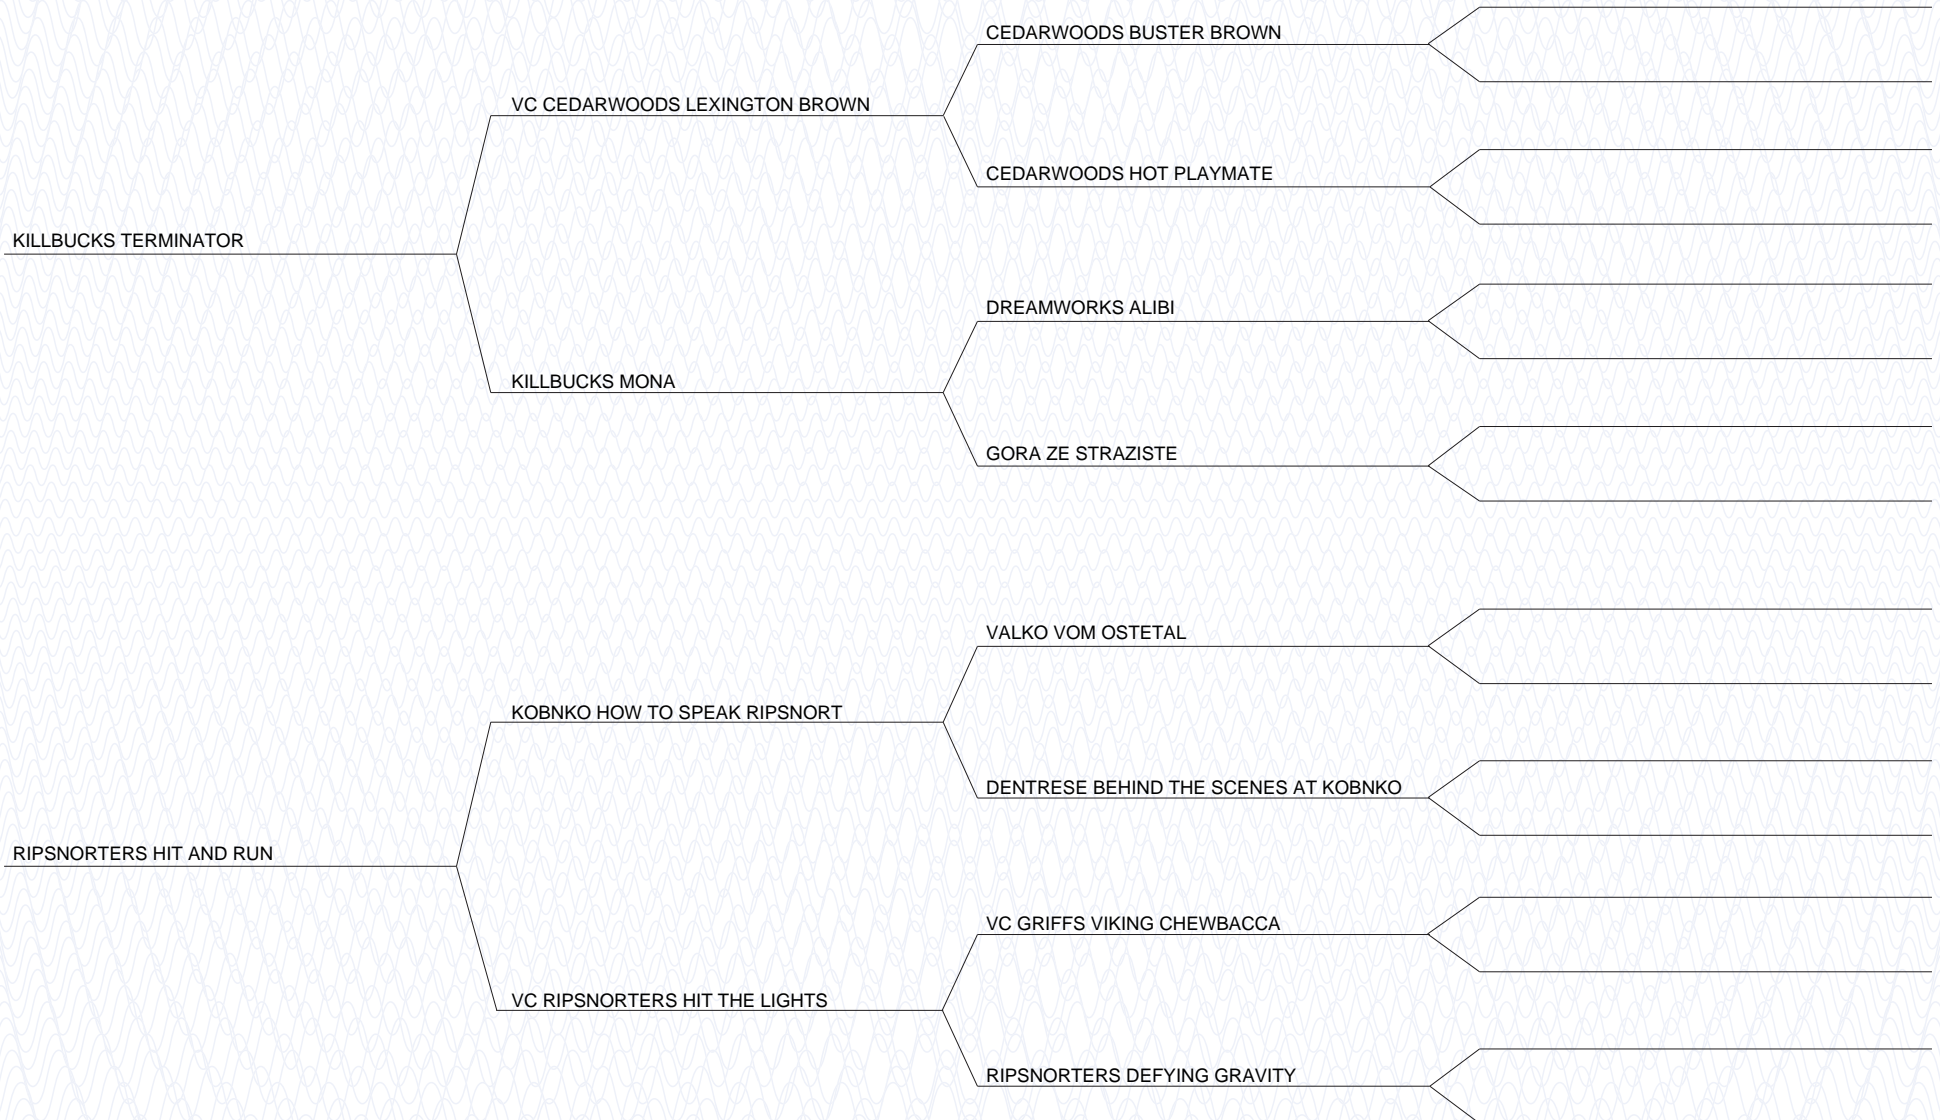 CEDARWOODS BUSTER BROWN
VC CEDARWOODS LEXINGTON BROWN
CEDARWOODS HOT PLAYMATE
KILLBUCKS TERMINATOR
DREAMWORKS ALIBI
KILLBUCKS MONA
GORA ZE STRAZISTE
VALKO VOM OSTETAL
KOBNKO HOW TO SPEAK RIPSNORT
DENTRESE BEHIND THE SCENES AT KOBNKO
RIPSNORTERS HIT AND RUN
VC GRIFFS VIKING CHEWBACCA
VC RIPSNORTERS HIT THE LIGHTS
RIPSNORTERS DEFYING GRAVITY